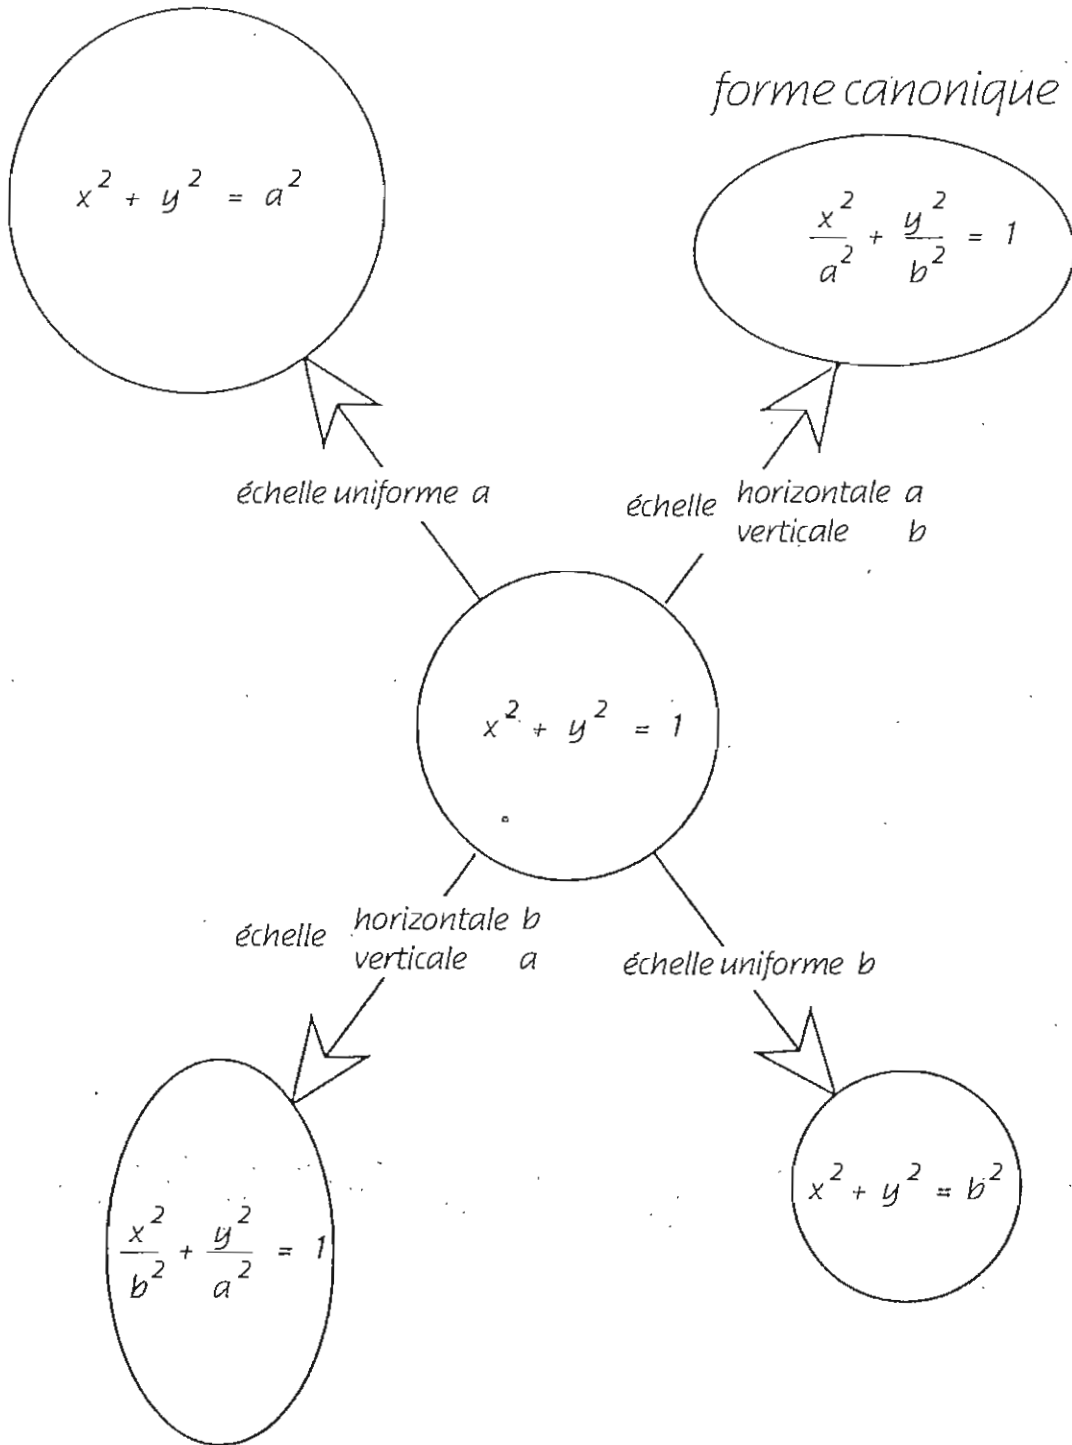 forme canonique
x² + y² = a²
x²/a² + y²/b² = 1
échelle uniforme a
échelle horizontale a
verticale b
x² + y² = 1
échelle horizontale b
verticale a
échelle uniforme b
x² + y² = b²
x²/b² + y²/a² = 1